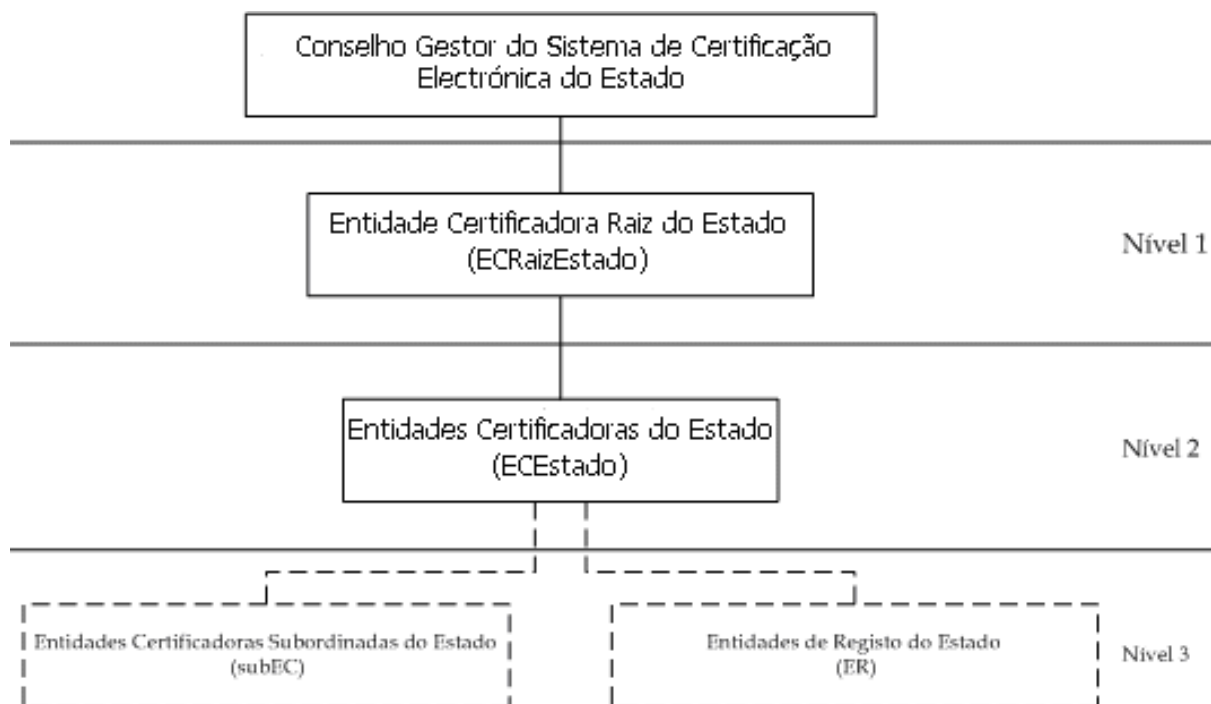 Conselho Gestor do Sistema de Certificação
Electrónica do Estado
Entidade Certificadora Raiz do Estado
(ECRaizEstado)
Nível 1
Entidades Certificadoras do Estado
(ECEstado)
Nível 2
Entidades Certificadoras Subordinadas do Estado
(subEC)
Entidades de Registo do Estado
(ER)
Nível 3